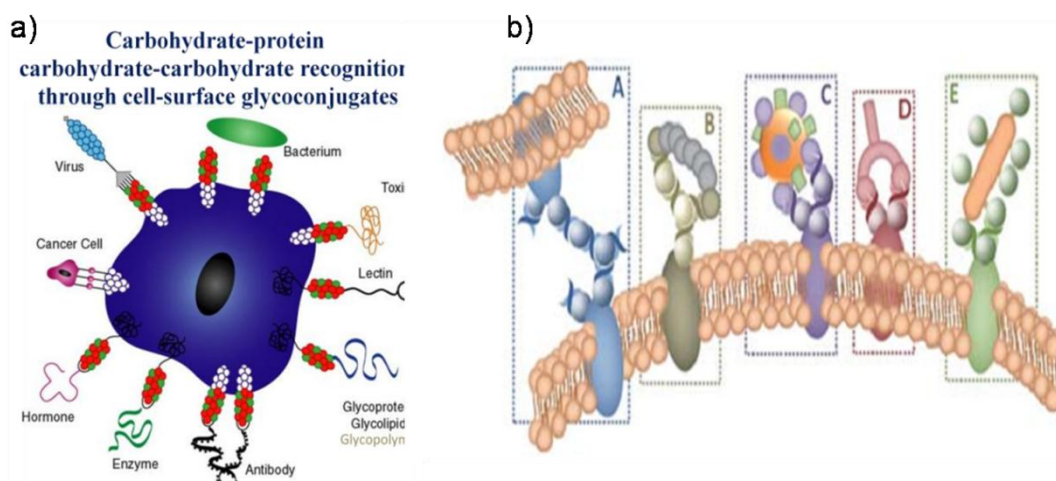 a)
Carbohydrate-protein
carbohydrate-carbohydrate recognition
through cell-surface glycoconjugates
Virus
Bacterium
Toxi
Cancer Cell
Lectin
Hormone
Enzyme
Antibody
Glycoprote
Glycolipid
Glycopolyn
b)
A
B
C
D
E